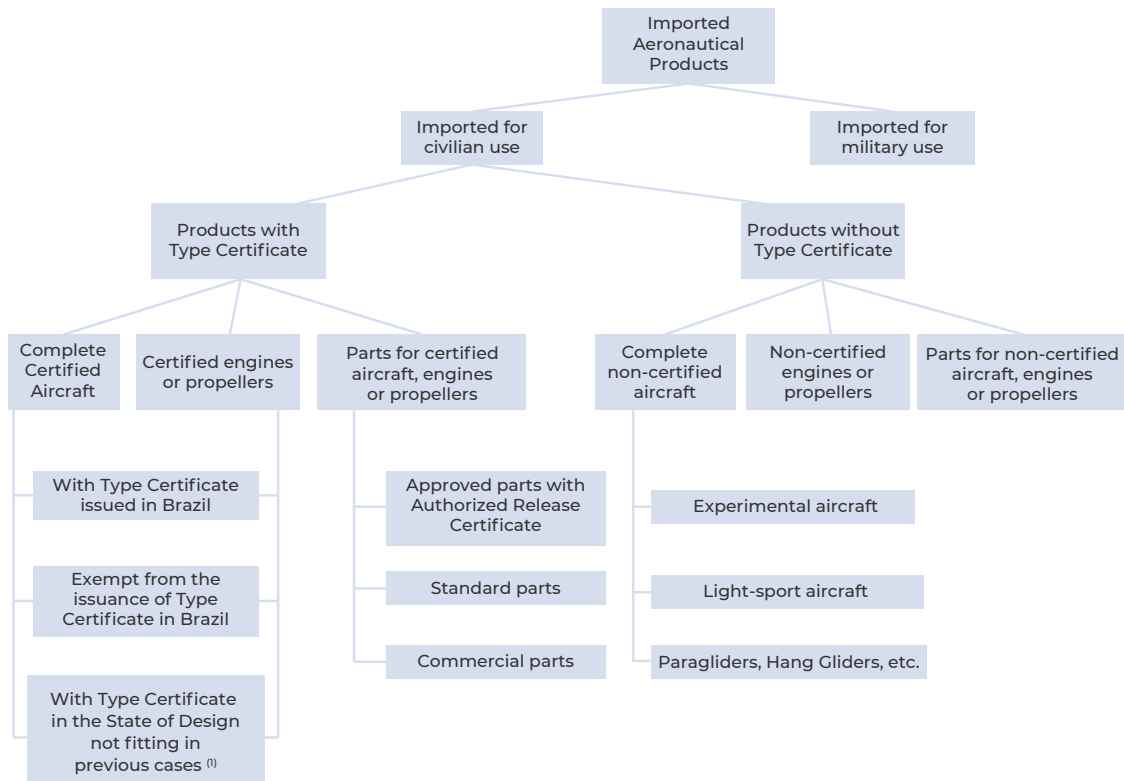 Imported
Aeronautical
Products
Imported for
civilian use
Imported for
military use
Products with
Type Certificate
Products without
Type Certificate
Complete
Certified
Aircraft
Certified engines
or propellers
Parts for certified
aircraft, engines
or propellers
Complete
non-certified
aircraft
Non-certified
engines or
propellers
Parts for non-certified
aircraft, engines
or propellers
With Type Certificate
issued in Brazil
Exempt from the
issuance of Type
Certificate in Brazil
With Type Certificate
in the State of Design
not fitting in
previous cases (1)
Approved parts with
Authorized Release
Certificate
Standard parts
Commercial parts
Experimental aircraft
Light-sport aircraft
Paragliders, Hang Gliders, etc.